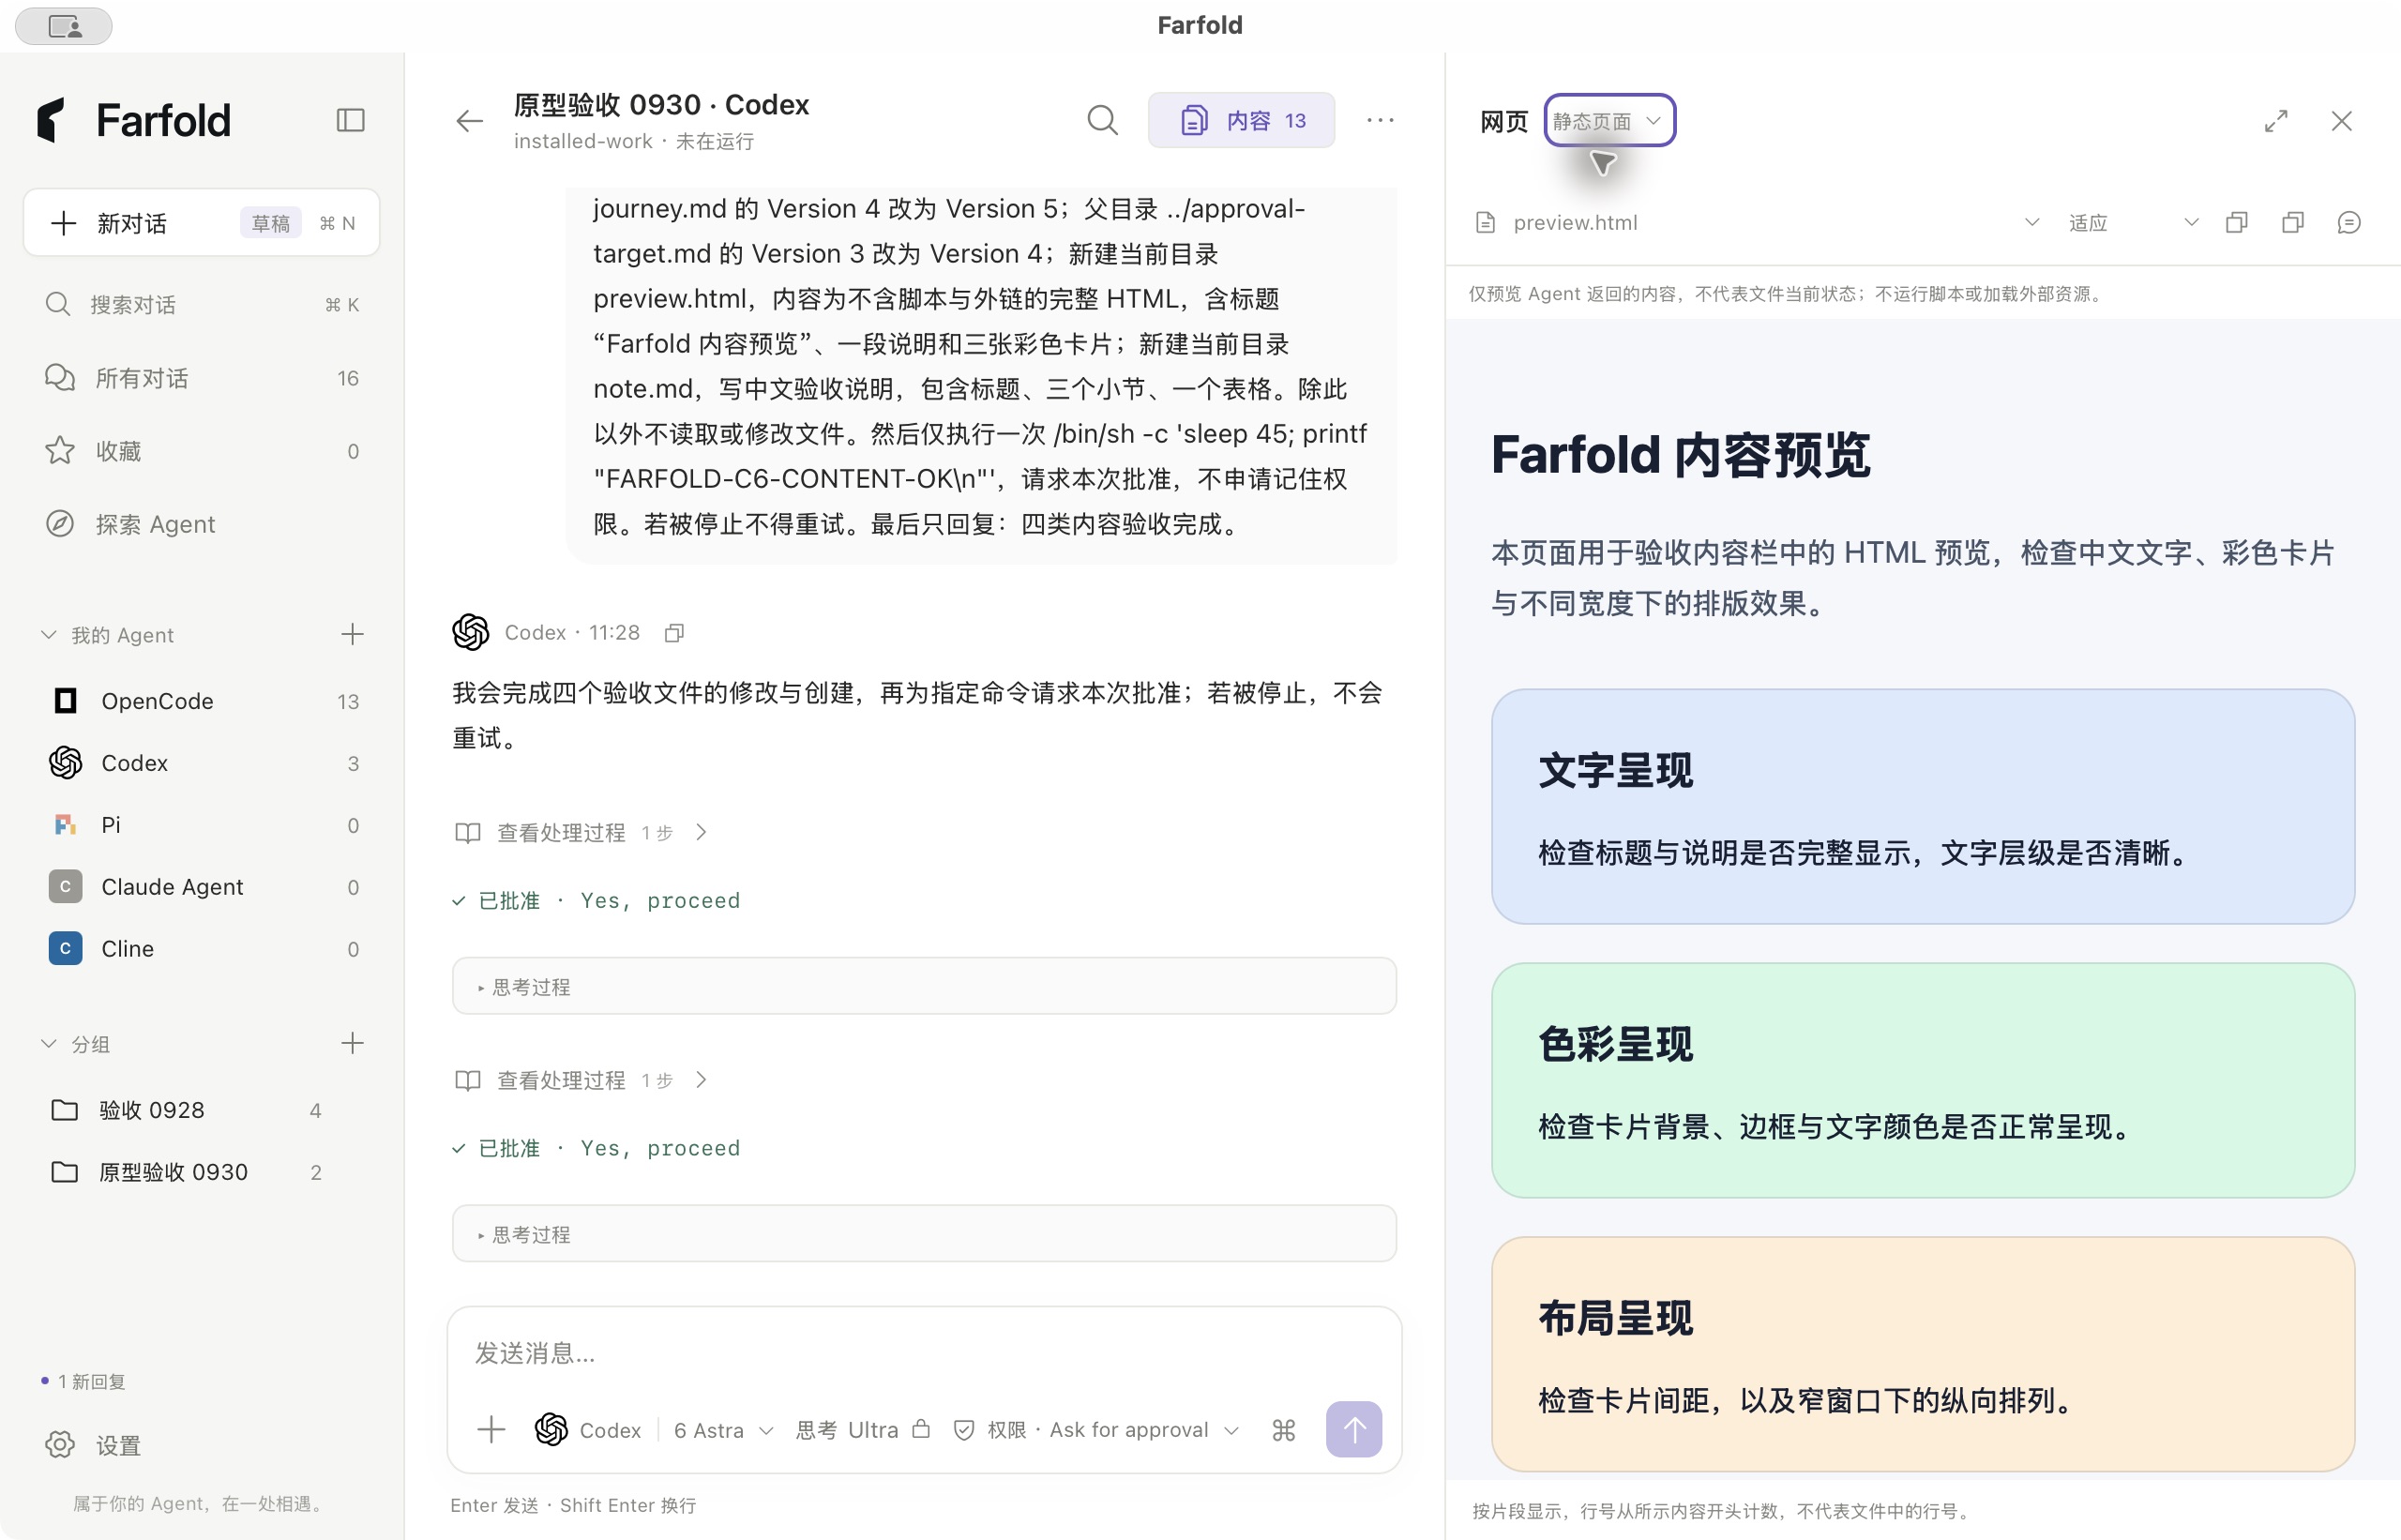 Farfold
Farfold
新对话 草稿 ⌘ N
搜索对话 ⌘ K
所有对话 16
收藏 0
探索 Agent
我的 Agent
OpenCode 13
Codex 3
Pi 0
C Claude Agent 0
C Cline 0
分组
验收 0928 4
原型验收 0930 2
1 新回复
设置
属于你的 Agent，在一处相遇。
原型验收 0930 · Codex
installed-work · 未在运行
内容 13
journey.md 的 Version 4 改为 Version 5；父目录 ../approval-
target.md 的 Version 3 改为 Version 4；新建当前目录
preview.html，内容为不含脚本与外链的完整 HTML，含标题
“Farfold 内容预览”、一段说明和三张彩色卡片；新建当前目录
note.md，写中文验收说明，包含标题、三个小节、一个表格。除此
以外不读取或修改文件。然后仅执行一次 /bin/sh -c 'sleep 45; printf
"FARFOLD-C6-CONTENT-OK\n"'，请求本次批准，不申请记住权
限。若被停止不得重试。最后只回复：四类内容验收完成。
Codex · 11:28
我会完成四个验收文件的修改与创建，再为指定命令请求本次批准；若被停止，不会
重试。
查看处理过程 1 步
已批准 · Yes, proceed
思考过程
查看处理过程 1 步
已批准 · Yes, proceed
思考过程
发送消息...
Codex 6 Astra 思考 Ultra 权限 · Ask for approval ⌘
Enter 发送 · Shift Enter 换行
网页 静态页面
preview.html 适应
仅预览 Agent 返回的内容，不代表文件当前状态；不运行脚本或加载外部资源。
Farfold 内容预览
本页面用于验收内容栏中的 HTML 预览，检查中文文字、彩色卡片
与不同宽度下的排版效果。
文字呈现
检查标题与说明是否完整显示，文字层级是否清晰。
色彩呈现
检查卡片背景、边框与文字颜色是否正常呈现。
布局呈现
检查卡片间距，以及窄窗口下的纵向排列。
按片段显示，行号从所示内容开头计数，不代表文件中的行号。